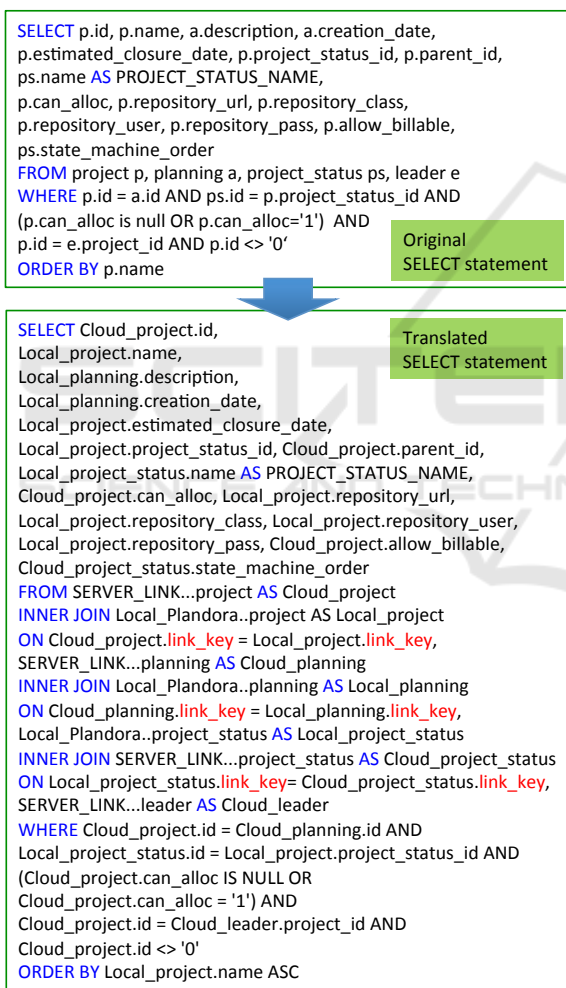 SELECT p.id, p.name, a.description, a.creation_date,
p.estimated_closure_date, p.project_status_id, p.parent_id,
ps.name AS PROJECT_STATUS_NAME,
p.can_alloc, p.repository_url, p.repository_class,
p.repository_user, p.repository_pass, p.allow_billable,
ps.state_machine_order
FROM project p, planning a, project_status ps, leader e
WHERE p.id = a.id AND ps.id = p.project_status_id AND
(p.can_alloc is null OR p.can_alloc='1') AND
p.id = e.project_id AND p.id <> '0‘
ORDER BY p.name
Original
SELECT statement
SELECT Cloud_project.id,
Local_project.name,
Local_planning.description,
Local_planning.creation_date,
Local_project.estimated_closure_date,
Local_project.project_status_id, Cloud_project.parent_id,
Local_project_status.name AS PROJECT_STATUS_NAME,
Cloud_project.can_alloc, Local_project.repository_url,
Local_project.repository_class, Local_project.repository_user,
Local_project.repository_pass, Cloud_project.allow_billable,
Cloud_project_status.state_machine_order
FROM SERVER_LINK...project AS Cloud_project
INNER JOIN Local_Plandora..project AS Local_project
ON Cloud_project.link_key = Local_project.link_key,
SERVER_LINK...planning AS Cloud_planning
INNER JOIN Local_Plandora..planning AS Local_planning
ON Cloud_planning.link_key = Local_planning.link_key,
Local_Plandora..project_status AS Local_project_status
INNER JOIN SERVER_LINK...project_status AS Cloud_project_status
ON Local_project_status.link_key= Cloud_project_status.link_key,
SERVER_LINK...leader AS Cloud_leader
WHERE Cloud_project.id = Cloud_planning.id AND
Local_project_status.id = Local_project.project_status_id AND
(Cloud_project.can_alloc IS NULL OR
Cloud_project.can_alloc = '1') AND
Cloud_project.id = Cloud_leader.project_id AND
Cloud_project.id <> '0'
ORDER BY Local_project.name ASC
Translated
SELECT statement